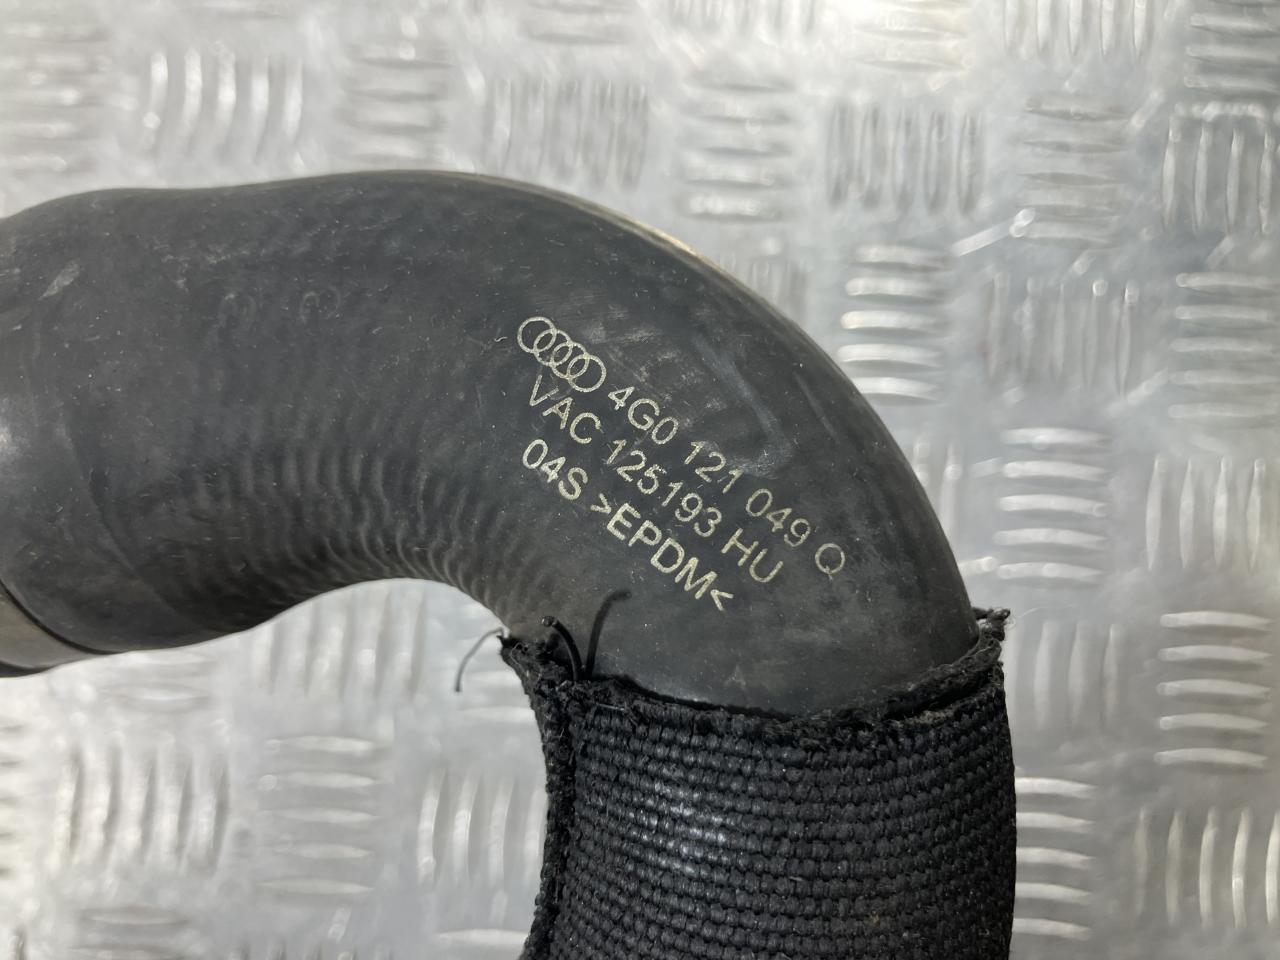 4G0 121 049 Q
VAC 125193 HU
04S >EPDM<